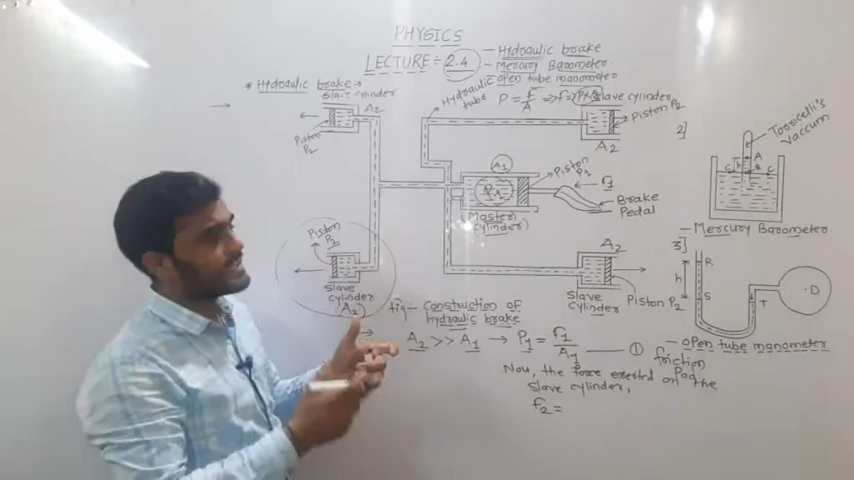 PHYSICS
LECTURE ÷ 2.4
- Hydraulic brake
- Mercury Barometer
- open tube manometer
* Hydraulic brake :-
slave cylinder
A2
Piston P2
Hydraulic tube
P = F/A ⇒ F = P×A
slave cylinder
Piston P2
A2
A1
P1
Piston P1
F1
Brake Pedal
(Master cylinder)
Piston P2
slave cylinder (A2)
A2
slave cylinder
Piston P2
fig - construction of hydraulic brake
→ A2 >> A1 → P1 = F1/A1 —— ①
Now, the force exerted on friction Pad the slave cylinder,
F2 =
2]
Torricelli's vaccum
h
A
B
C
C
- Mercury Barometer
3]
R
h
S
T
.D
- open tube manometer